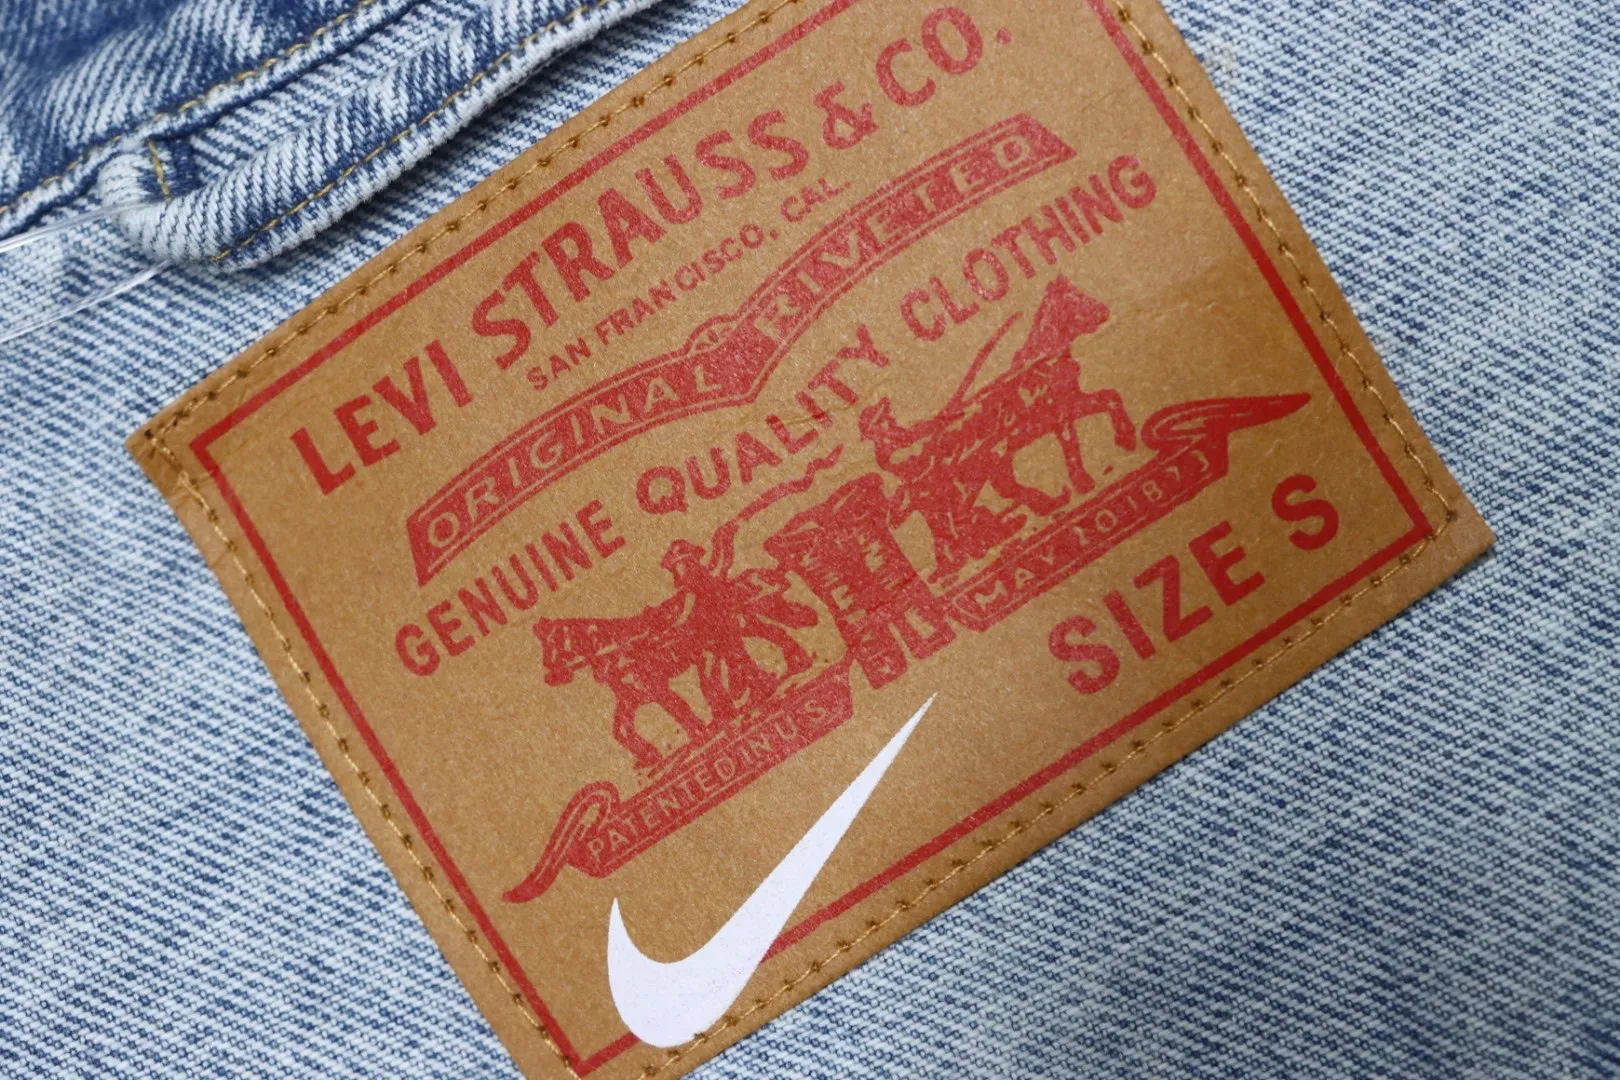 LEVI STRAUSS & CO.
SAN FRANCISCO, CAL.
ORIGINAL RIVETED
GENUINE QUALITY CLOTHING
PATENTED IN U.S. MAY 20 1873
SIZE S